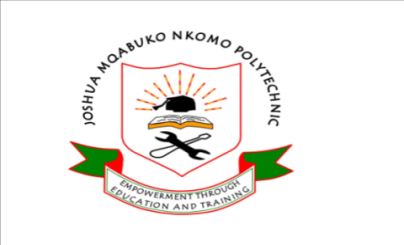 JOSHUA MQABUKO NKOMO POLYTECHNIC
EMPOWERMENT THROUGH
EDUCATION AND TRAINING